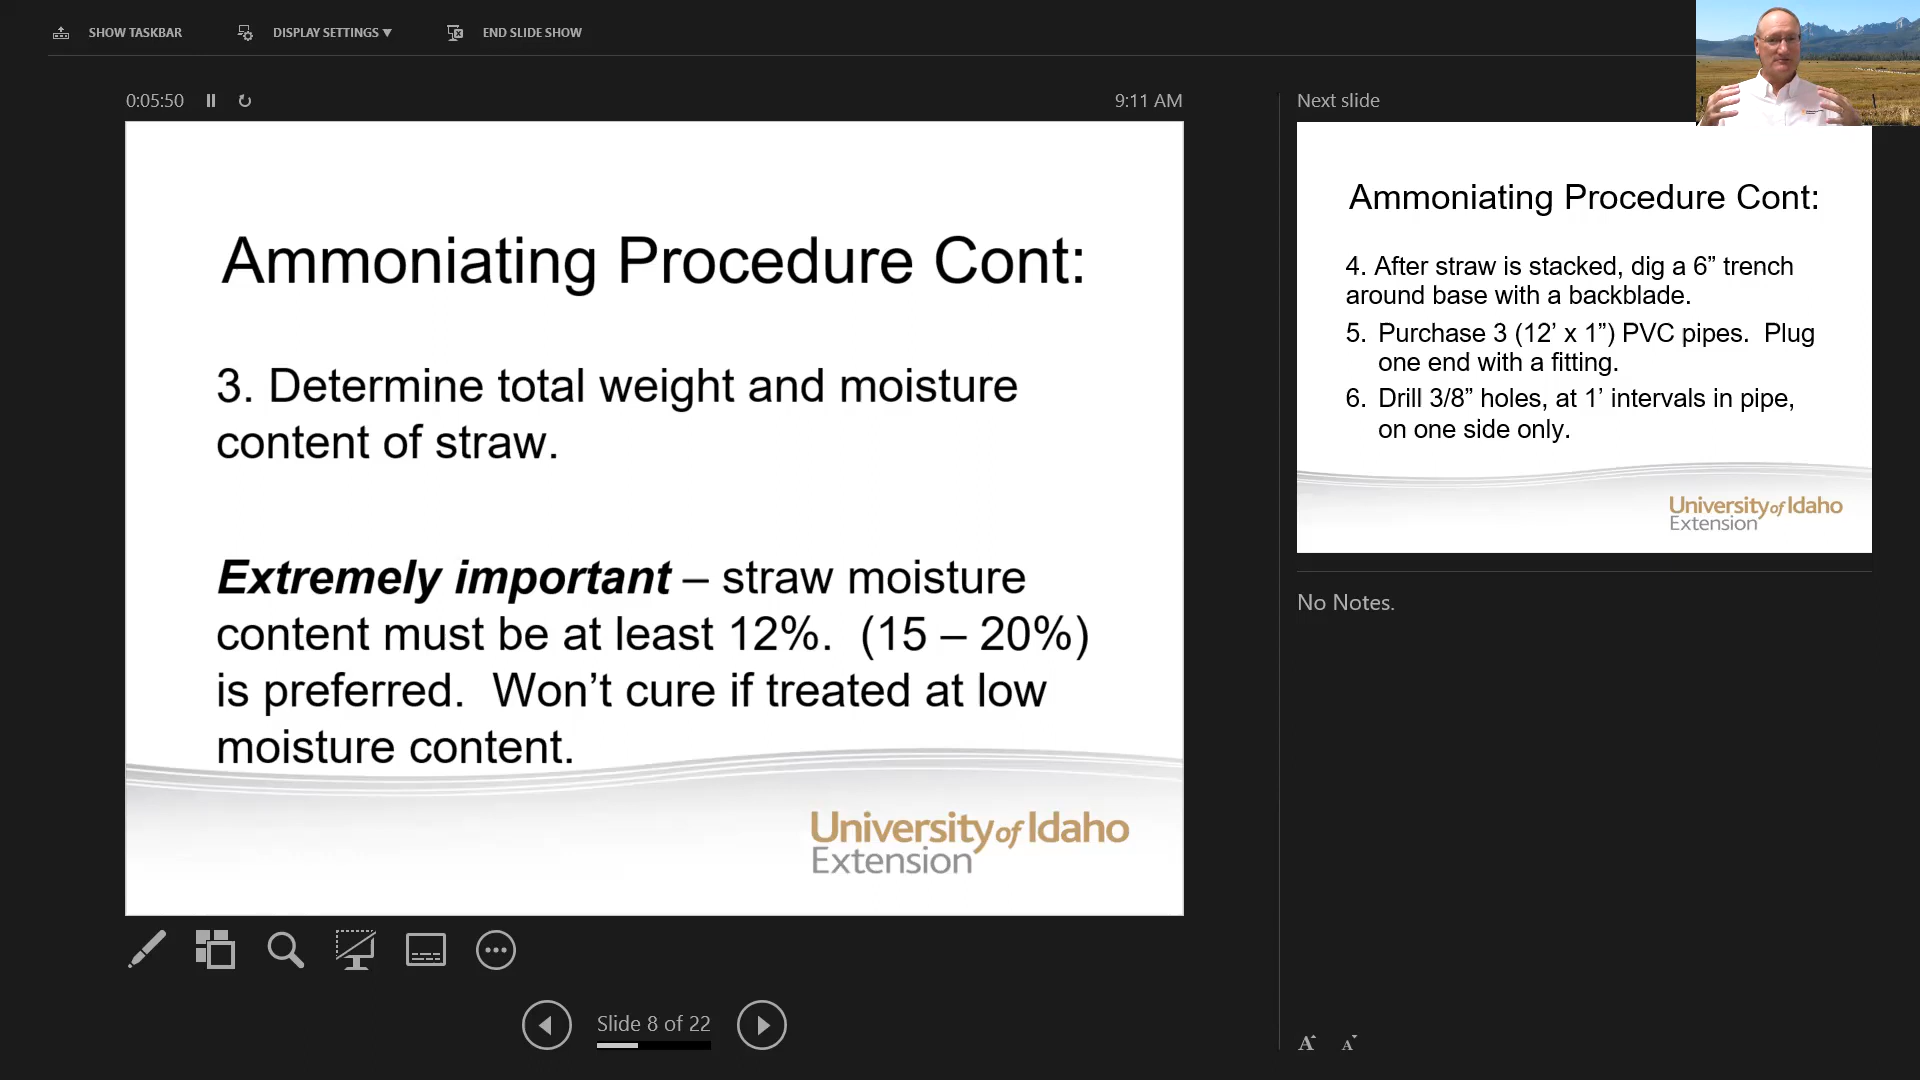 SHOW TASKBAR
DISPLAY SETTINGS ▼
END SLIDE SHOW
0:05:50
9:11 AM
Ammoniating Procedure Cont:
3. Determine total weight and moisture
content of straw.
Extremely important – straw moisture
content must be at least 12%.  (15 – 20%)
is preferred.  Won’t cure if treated at low
moisture content.
University of Idaho
Extension
Slide 8 of 22
Next slide
Ammoniating Procedure Cont:
4. After straw is stacked, dig a 6” trench
around base with a backblade.
5. Purchase 3 (12’ x 1”) PVC pipes.  Plug
one end with a fitting.
6. Drill 3/8” holes, at 1’ intervals in pipe,
on one side only.
University of Idaho
Extension
No Notes.
A A